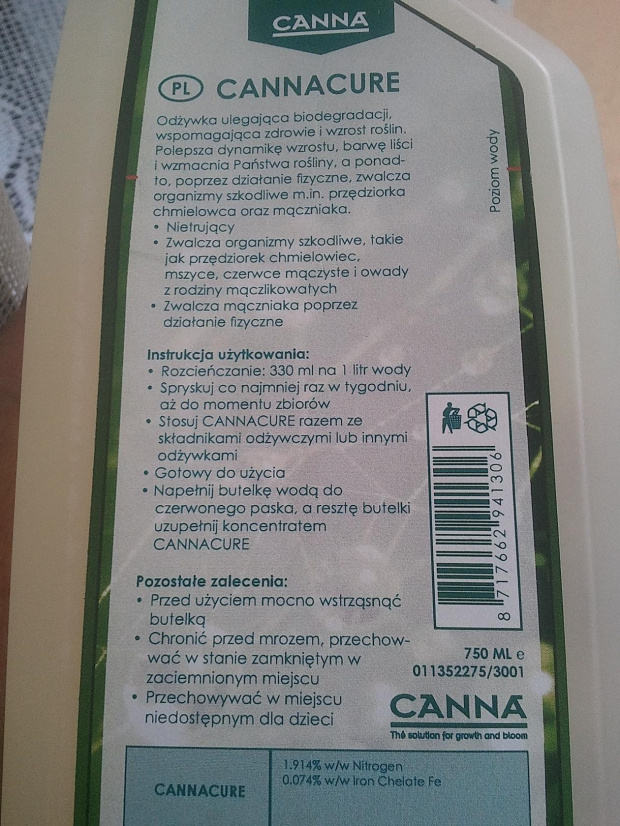 CANNA
PL CANNACURE
Odżywka ulegająca biodegradacji,
wspomagająca zdrowie i wzrost roślin.
Polepsza dynamikę wzrostu, barwę liści
i wzmacnia Państwa rośliny, a ponad-
to, poprzez działanie fizyczne, zwalcza
organizmy szkodliwe m.in. przędziorka
chmielowca oraz mączniaka.
• Nietrujący
• Zwalcza organizmy szkodliwe, takie
jak przędziorek chmielowiec,
mszyce, czerwce mączyste i owady
z rodziny mączlikowatych
• Zwalcza mączniaka poprzez
działanie fizyczne
Poziom wody
Instrukcja użytkowania:
• Rozcieńczanie: 330 ml na 1 litr wody
• Spryskuj co najmniej raz w tygodniu,
aż do momentu zbiorów
• Stosuj CANNACURE razem ze
składnikami odżywczymi lub innymi
odżywkami
• Gotowy do użycia
• Napełnij butelkę wodą do
czerwonego paska, a resztę butelki
uzupełnij koncentratem
CANNACURE
Pozostałe zalecenia:
• Przed użyciem mocno wstrząsnąć
butelką
• Chronić przed mrozem, przechow-
wać w stanie zamkniętym w
zaciemnionym miejscu
• Przechowywać w miejscu
niedostępnym dla dzieci
8 717662 941306
750 ML e
011352275/3001
CANNA
The solution for growth and bloom
CANNACURE
1.914% w/w Nitrogen
0.074% w/w Iron Chelate Fe